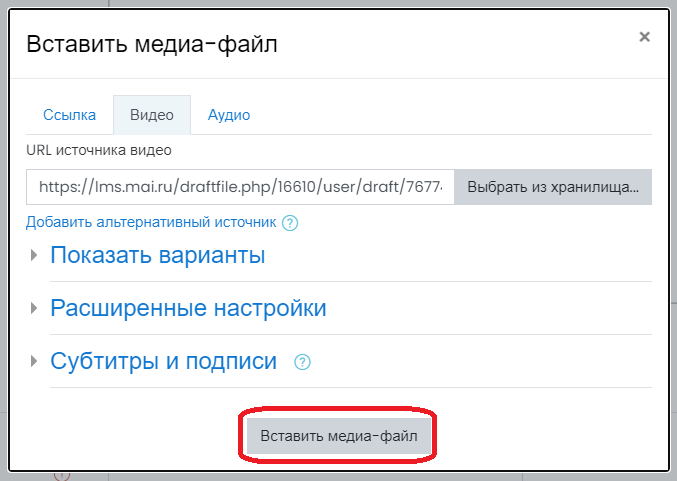 Вставить медиа-файл
×
Ссылка Видео Аудио
URL источника видео
https://lms.mai.ru/draftfile.php/16610/user/draft/7677 Выбрать из хранилища...
Добавить альтернативный источник ?
Показать варианты
Расширенные настройки
Субтитры и подписи ?
Вставить медиа-файл